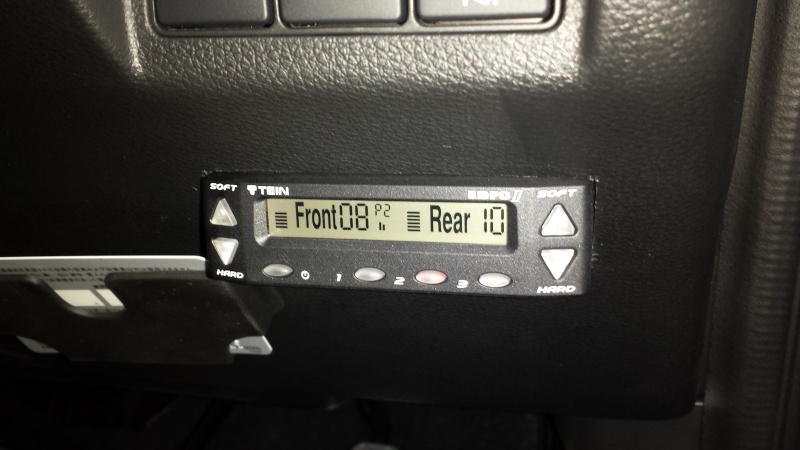 SOFT TEIN EDFC II SOFT
Front08 P2 Rear 10
HARD 1 2 3 HARD